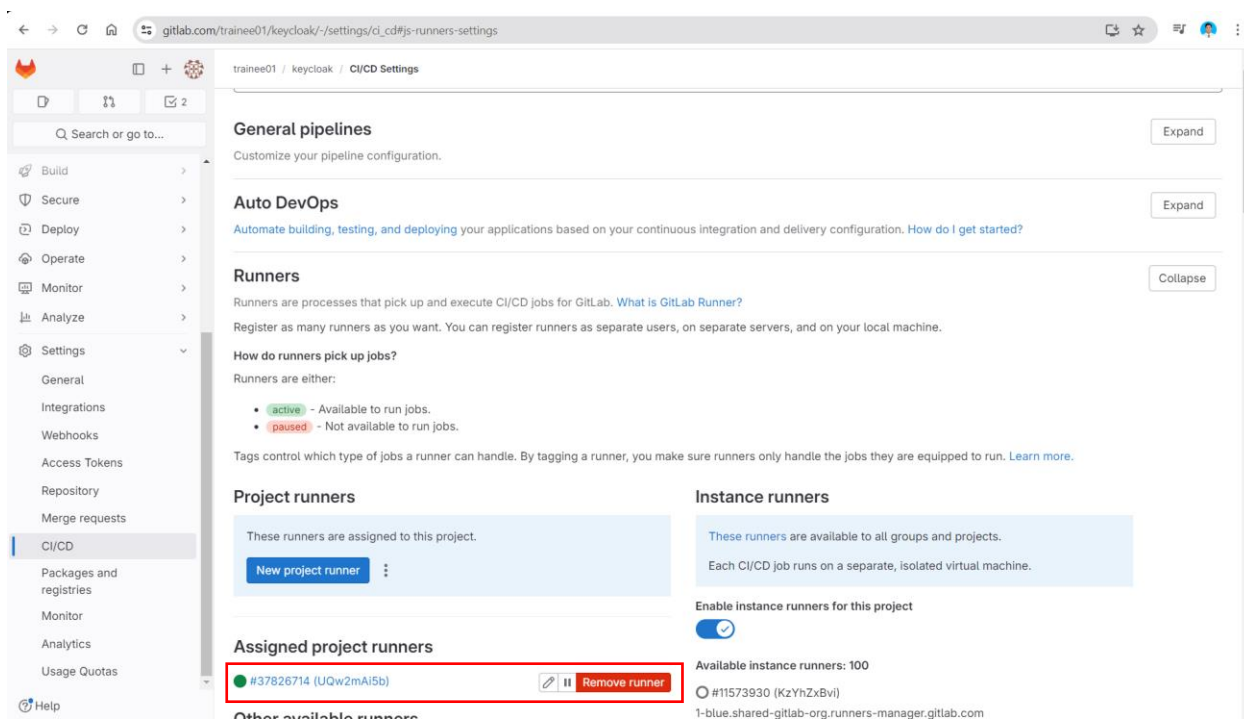 gitlab.com/trainee01/keycloak/-/settings/ci_cd#js-runners-settings
trainee01 / keycloak / CI/CD Settings
2
Search or go to...
Build
Secure
Deploy
Operate
Monitor
Analyze
Settings
General
Integrations
Webhooks
Access Tokens
Repository
Merge requests
CI/CD
Packages and
registries
Monitor
Analytics
Usage Quotas
Help
General pipelines
Expand
Customize your pipeline configuration.
Auto DevOps
Expand
Automate building, testing, and deploying your applications based on your continuous integration and delivery configuration. How do I get started?
Runners
Collapse
Runners are processes that pick up and execute CI/CD jobs for GitLab. What is GitLab Runner?
Register as many runners as you want. You can register runners as separate users, on separate servers, and on your local machine.
How do runners pick up jobs?
Runners are either:
active - Available to run jobs.
paused - Not available to run jobs.
Tags control which type of jobs a runner can handle. By tagging a runner, you make sure runners only handle the jobs they are equipped to run. Learn more.
Project runners
These runners are assigned to this project.
New project runner
Assigned project runners
#37826714 (UQw2mAi5b)
Remove runner
Other available runners
Instance runners
These runners are available to all groups and projects.
Each CI/CD job runs on a separate, isolated virtual machine.
Enable instance runners for this project
Available instance runners: 100
#11573930 (KzYhZxBvi)
1-blue.shared-gitlab-org.runners-manager.gitlab.com